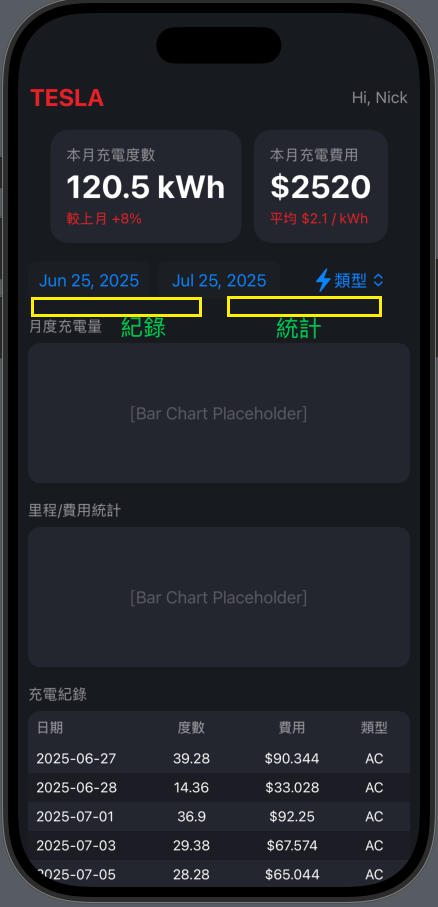 TESLA
Hi, Nick
本月充電度數
120.5 kWh
較上月 +8%
本月充電費用
$2520
平均 $2.1 / kWh
Jun 25, 2025 Jul 25, 2025 類型
月度充電量 紀錄 統計
[Bar Chart Placeholder]
里程/費用統計
[Bar Chart Placeholder]
充電紀錄
日期 度數 費用 類型
2025-06-27 39.28 $90.344 AC
2025-06-28 14.36 $33.028 AC
2025-07-01 36.9 $92.25 AC
2025-07-03 29.38 $67.574 AC
2025-07-05 28.28 $65.044 AC